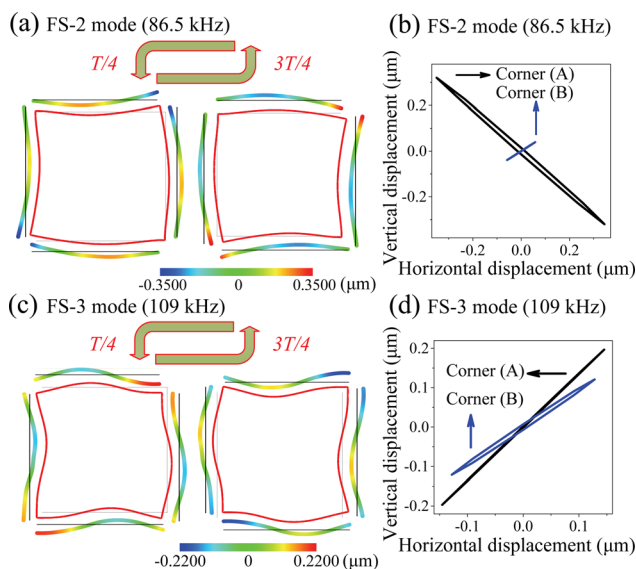 (a) FS-2 mode (86.5 kHz)
T/4
3T/4
-0.3500 0 0.3500 (μm)
(b) FS-2 mode (86.5 kHz)
Vertical displacement (μm)
0.2
0.0
-0.2
Corner (A)
Corner (B)
-0.2 0.0 0.2
Horizontal displacement (μm)
(c) FS-3 mode (109 kHz)
T/4
3T/4
-0.2200 0 0.2200 (μm)
(d) FS-3 mode (109 kHz)
Vertical displacement (μm)
0.2
0.1
0.0
-0.1
-0.2
Corner (A)
Corner (B)
-0.1 0.0 0.1
Horizontal displacement (μm)